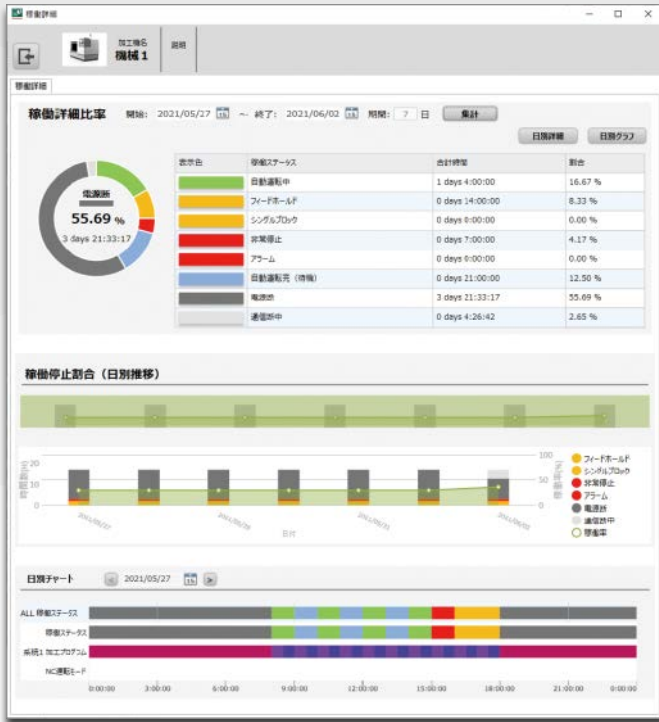 稼働詳細
加工機名
機械1
説明
稼働詳細
稼働詳細比率 開始: 2021/05/27 15 ~ 終了: 2021/06/02 15 期間: 7 日 集計
日別詳細 日別グラフ
電源断
55.69 %
3 days 21:33:17
表示色 稼働ステータス 合計時間 割合
自動運転中 1 days 4:00:00 16.67 %
フィードホールド 0 days 14:00:00 8.33 %
シングルブロック 0 days 0:00:00 0.00 %
非常停止 0 days 7:00:00 4.17 %
アラーム 0 days 0:00:00 0.00 %
自動運転完（待機） 0 days 21:00:00 12.50 %
電源断 3 days 21:33:17 55.69 %
通信断中 0 days 4:26:42 2.65 %
稼働停止割合（日別推移）
20
10
0
100
50
0
2021/05/27
2021/05/29
2021/05/31
2021/06/02
日付
フィードホールド
シングルブロック
非常停止
アラーム
電源断
通信断中
稼働率
日別チャート < 2021/05/27 15 >
ALL 稼働ステータス
稼働ステータス
系統1 加工プログラム
NC運転モード
0:00:00 3:00:00 6:00:00 9:00:00 12:00:00 15:00:00 18:00:00 21:00:00 0:00:00